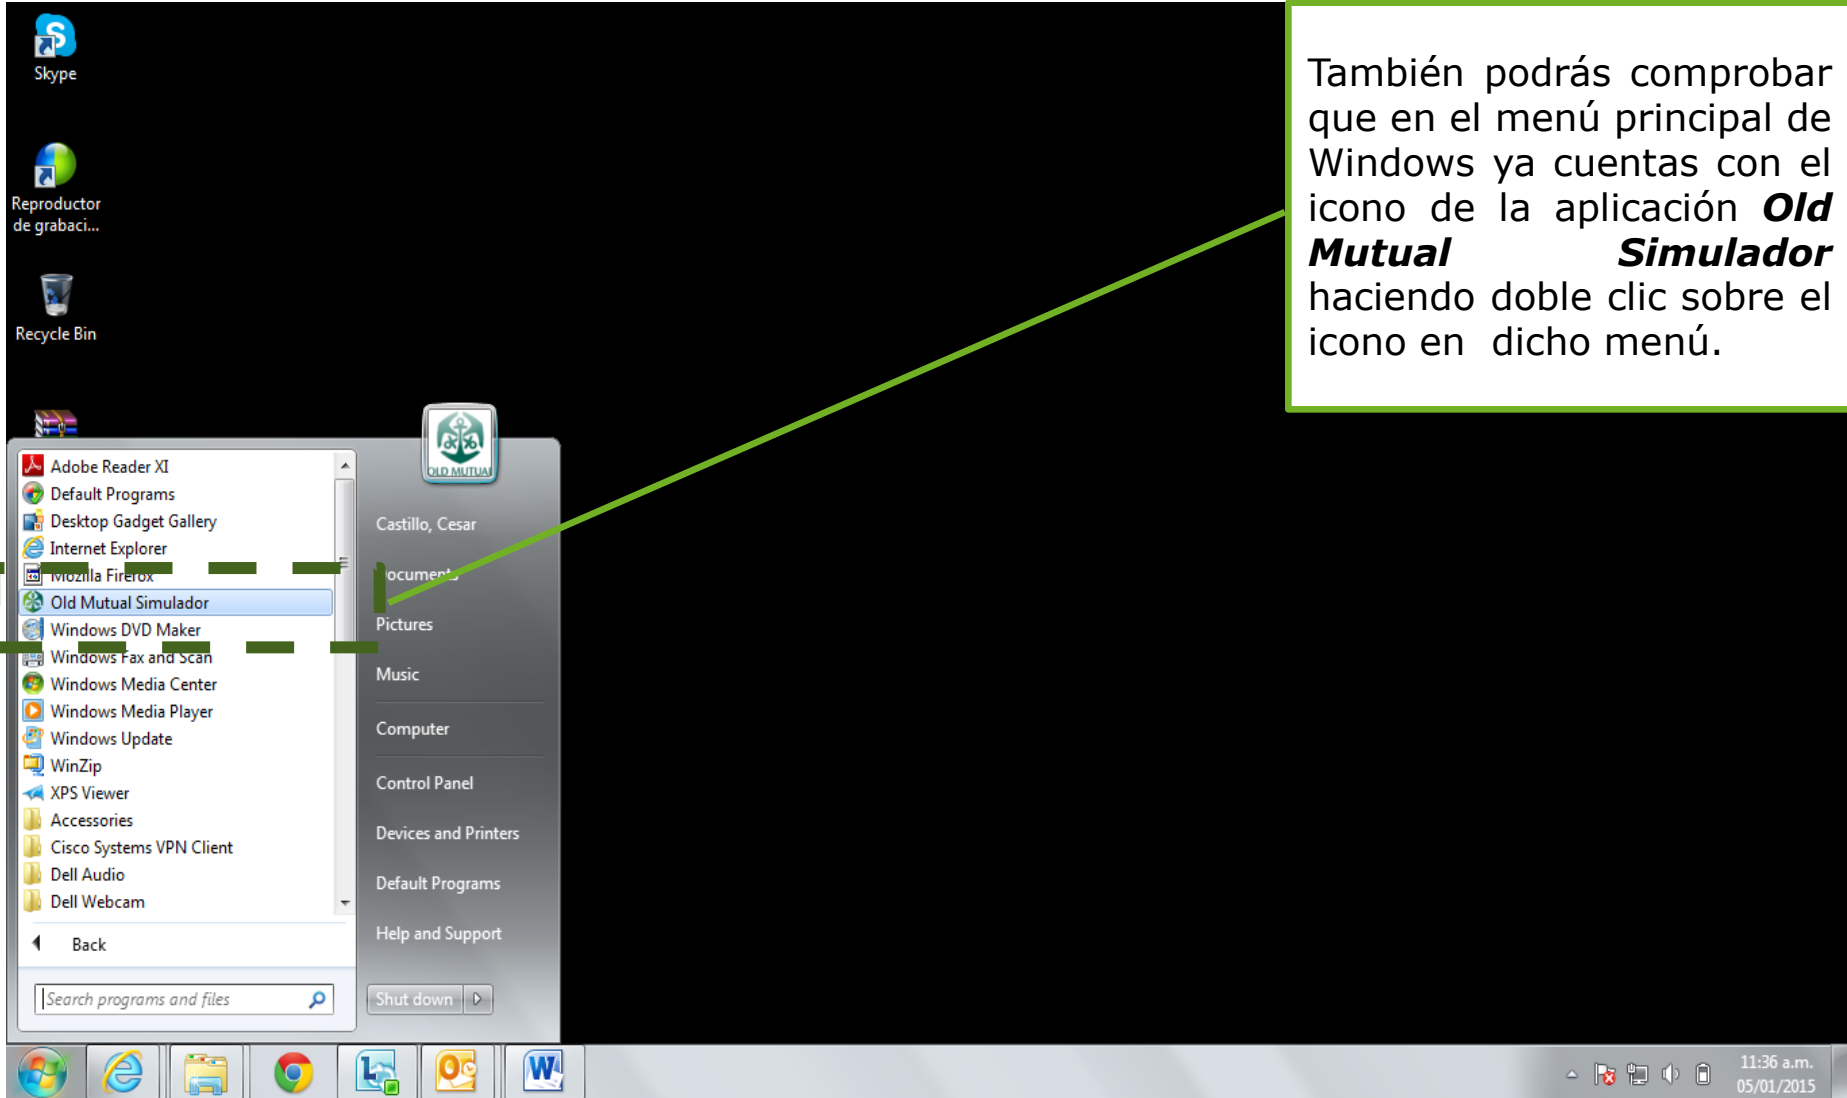 Skype
Reproductor
de grabaci...
Recycle Bin
También podrás comprobar
que en el menú principal de
Windows ya cuentas con el
icono de la aplicación Old
Mutual Simulador
haciendo doble clic sobre el
icono en dicho menú.
OLD MUTUAL
Adobe Reader XI
Default Programs
Desktop Gadget Gallery
Internet Explorer
Mozilla Firefox
Old Mutual Simulador
Windows DVD Maker
Windows Fax and Scan
Windows Media Center
Windows Media Player
Windows Update
WinZip
XPS Viewer
Accessories
Cisco Systems VPN Client
Dell Audio
Dell Webcam
Back
Search programs and files
Castillo, Cesar
Documents
Pictures
Music
Computer
Control Panel
Devices and Printers
Default Programs
Help and Support
Shut down
11:36 a.m.
05/01/2015